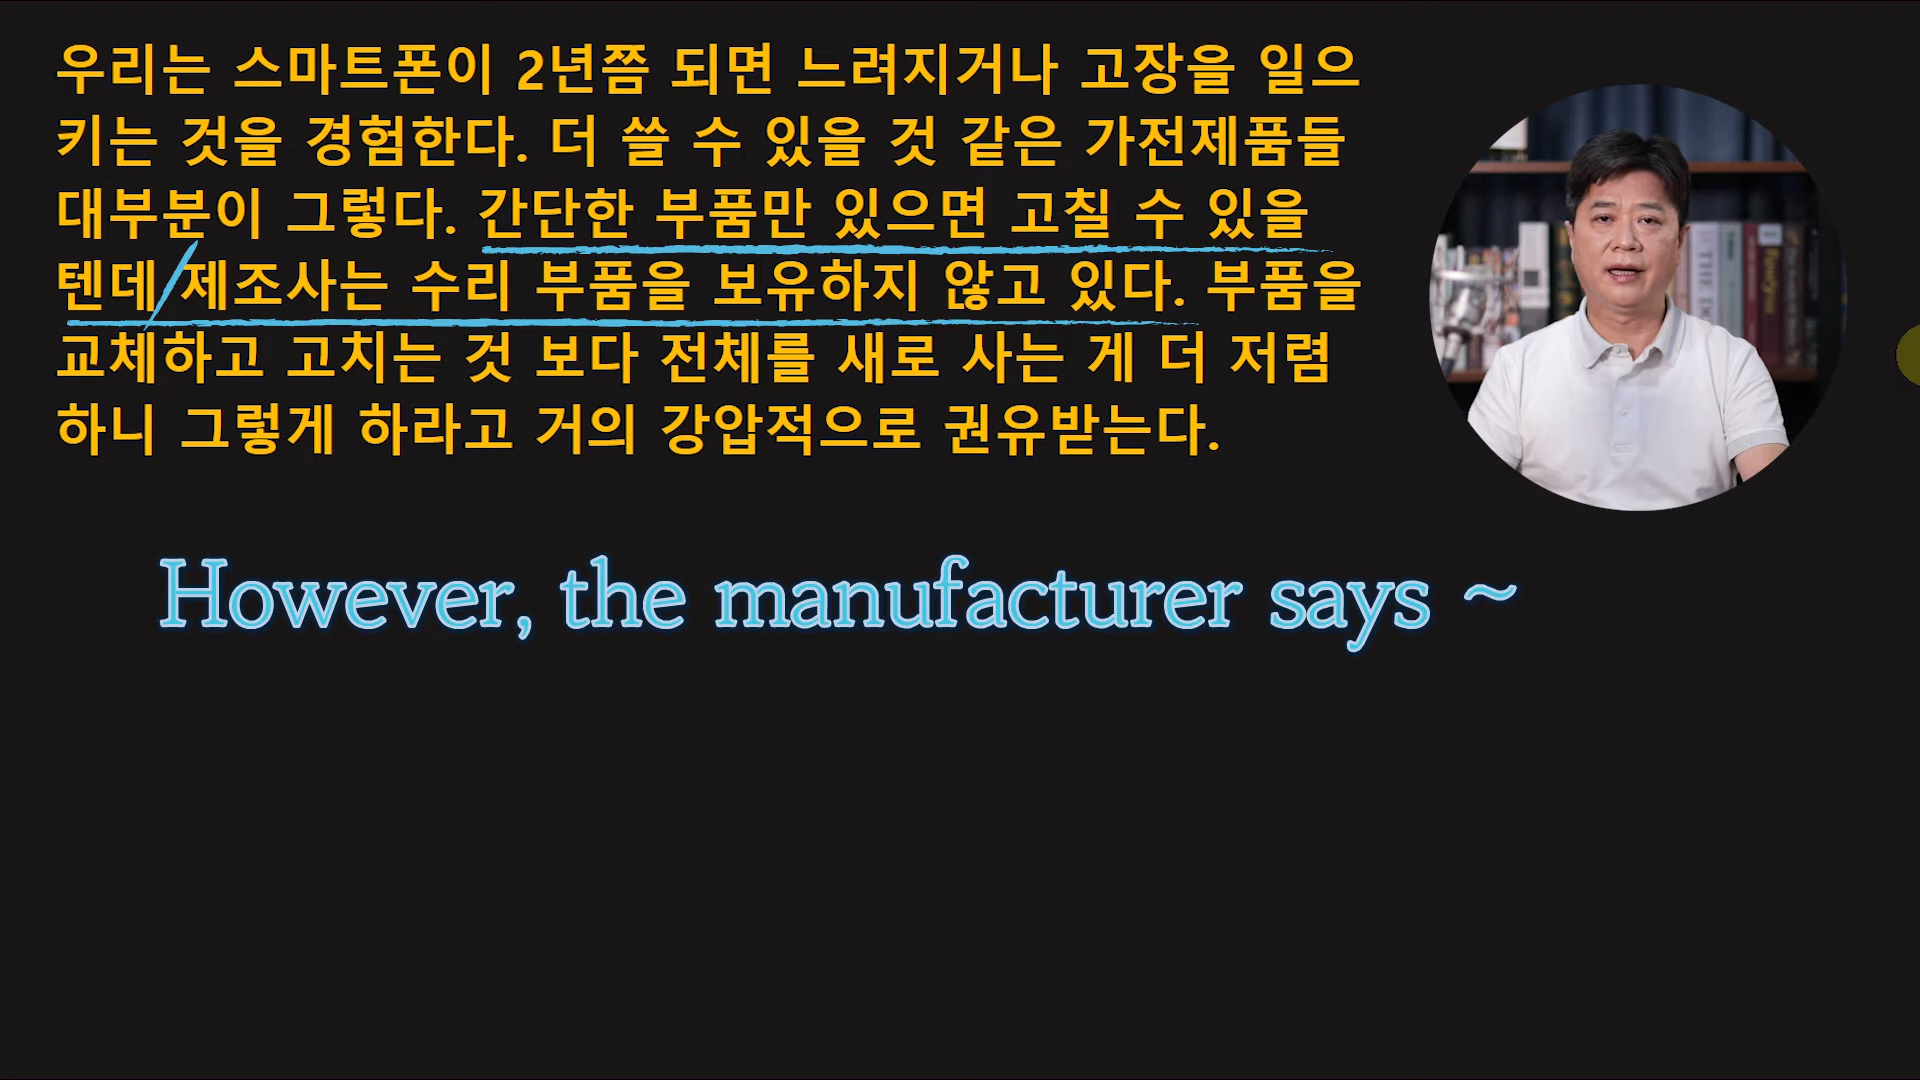 우리는 스마트폰이 2년쯤 되면 느려지거나 고장을 일으
키는 것을 경험한다. 더 쓸 수 있을 것 같은 가전제품들
대부분이 그렇다. 간단한 부품만 있으면 고칠 수 있을
텐데 제조사는 수리 부품을 보유하지 않고 있다. 부품을
교체하고 고치는 것 보다 전체를 새로 사는 게 더 저렴
하니 그렇게 하라고 거의 강압적으로 권유받는다.
However, the manufacturer says ~